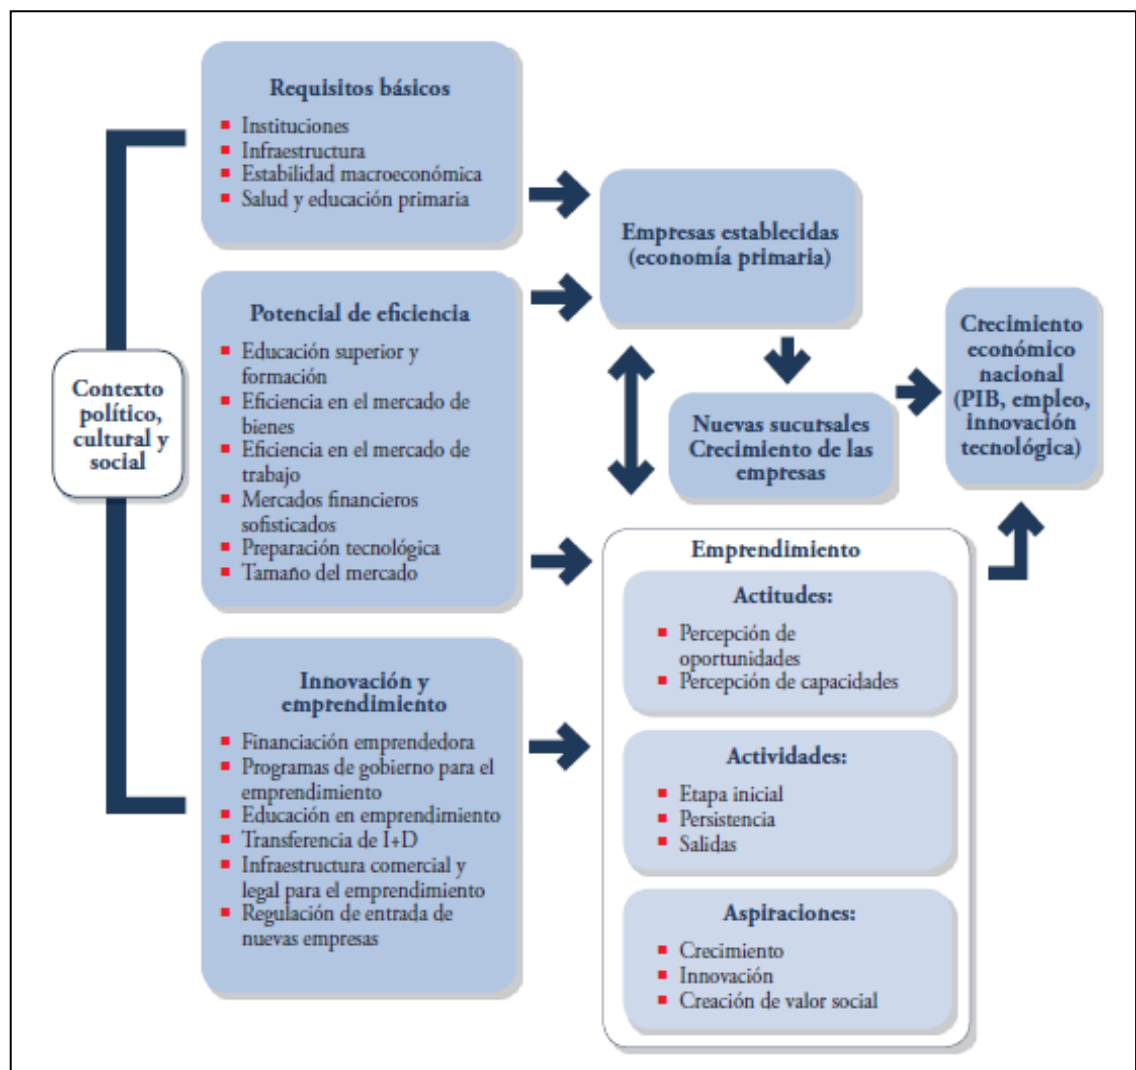 Contexto
político,
cultural y
social
Requisitos básicos
Instituciones
Infraestructura
Estabilidad macroeconómica
Salud y educación primaria
Potencial de eficiencia
Educación superior y
formación
Eficiencia en el mercado de
bienes
Eficiencia en el mercado de
trabajo
Mercados financieros
sofisticados
Preparación tecnológica
Tamaño del mercado
Innovación y
emprendimiento
Financiación emprendedora
Programas de gobierno para el
emprendimiento
Educación en emprendimiento
Transferencia de I+D
Infraestructura comercial y
legal para el emprendimiento
Regulación de entrada de
nuevas empresas
Empresas establecidas
(economía primaria)
Nuevas sucursales
Crecimiento de las
empresas
Emprendimiento
Actitudes:
Percepción de
oportunidades
Percepción de capacidades
Actividades:
Etapa inicial
Persistencia
Salidas
Aspiraciones:
Crecimiento
Innovación
Creación de valor social
Crecimiento
económico
nacional
(PIB, empleo,
innovación
tecnológica)